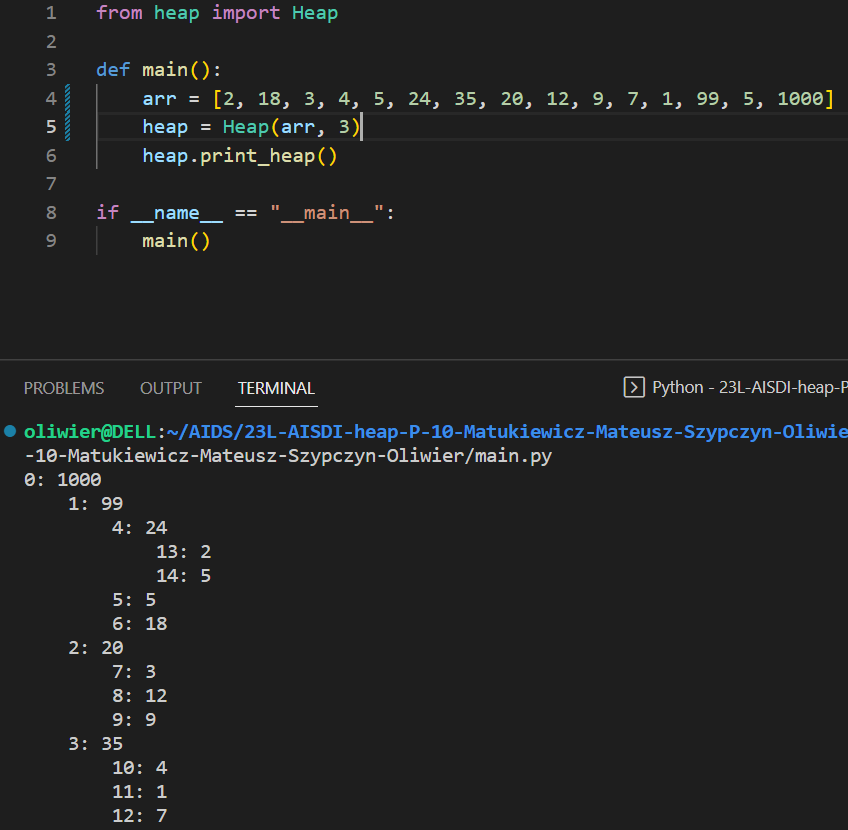 1 from heap import Heap
2
3 def main():
4     arr = [2, 18, 3, 4, 5, 24, 35, 20, 12, 9, 7, 1, 99, 5, 1000]
5     heap = Heap(arr, 3)
6     heap.print_heap()
7
8 if __name__ == "__main__":
9     main()
PROBLEMS OUTPUT TERMINAL Python - 23L-AISDI-heap-P
oliwier@DELL:~/AIDS/23L-AISDI-heap-P-10-Matukiewicz-Mateusz-Szypczyn-Oliwie
-10-Matukiewicz-Mateusz-Szypczyn-Oliwier/main.py
0: 1000
    1: 99
        4: 24
            13: 2
            14: 5
        5: 5
        6: 18
    2: 20
        7: 3
        8: 12
        9: 9
    3: 35
        10: 4
        11: 1
        12: 7